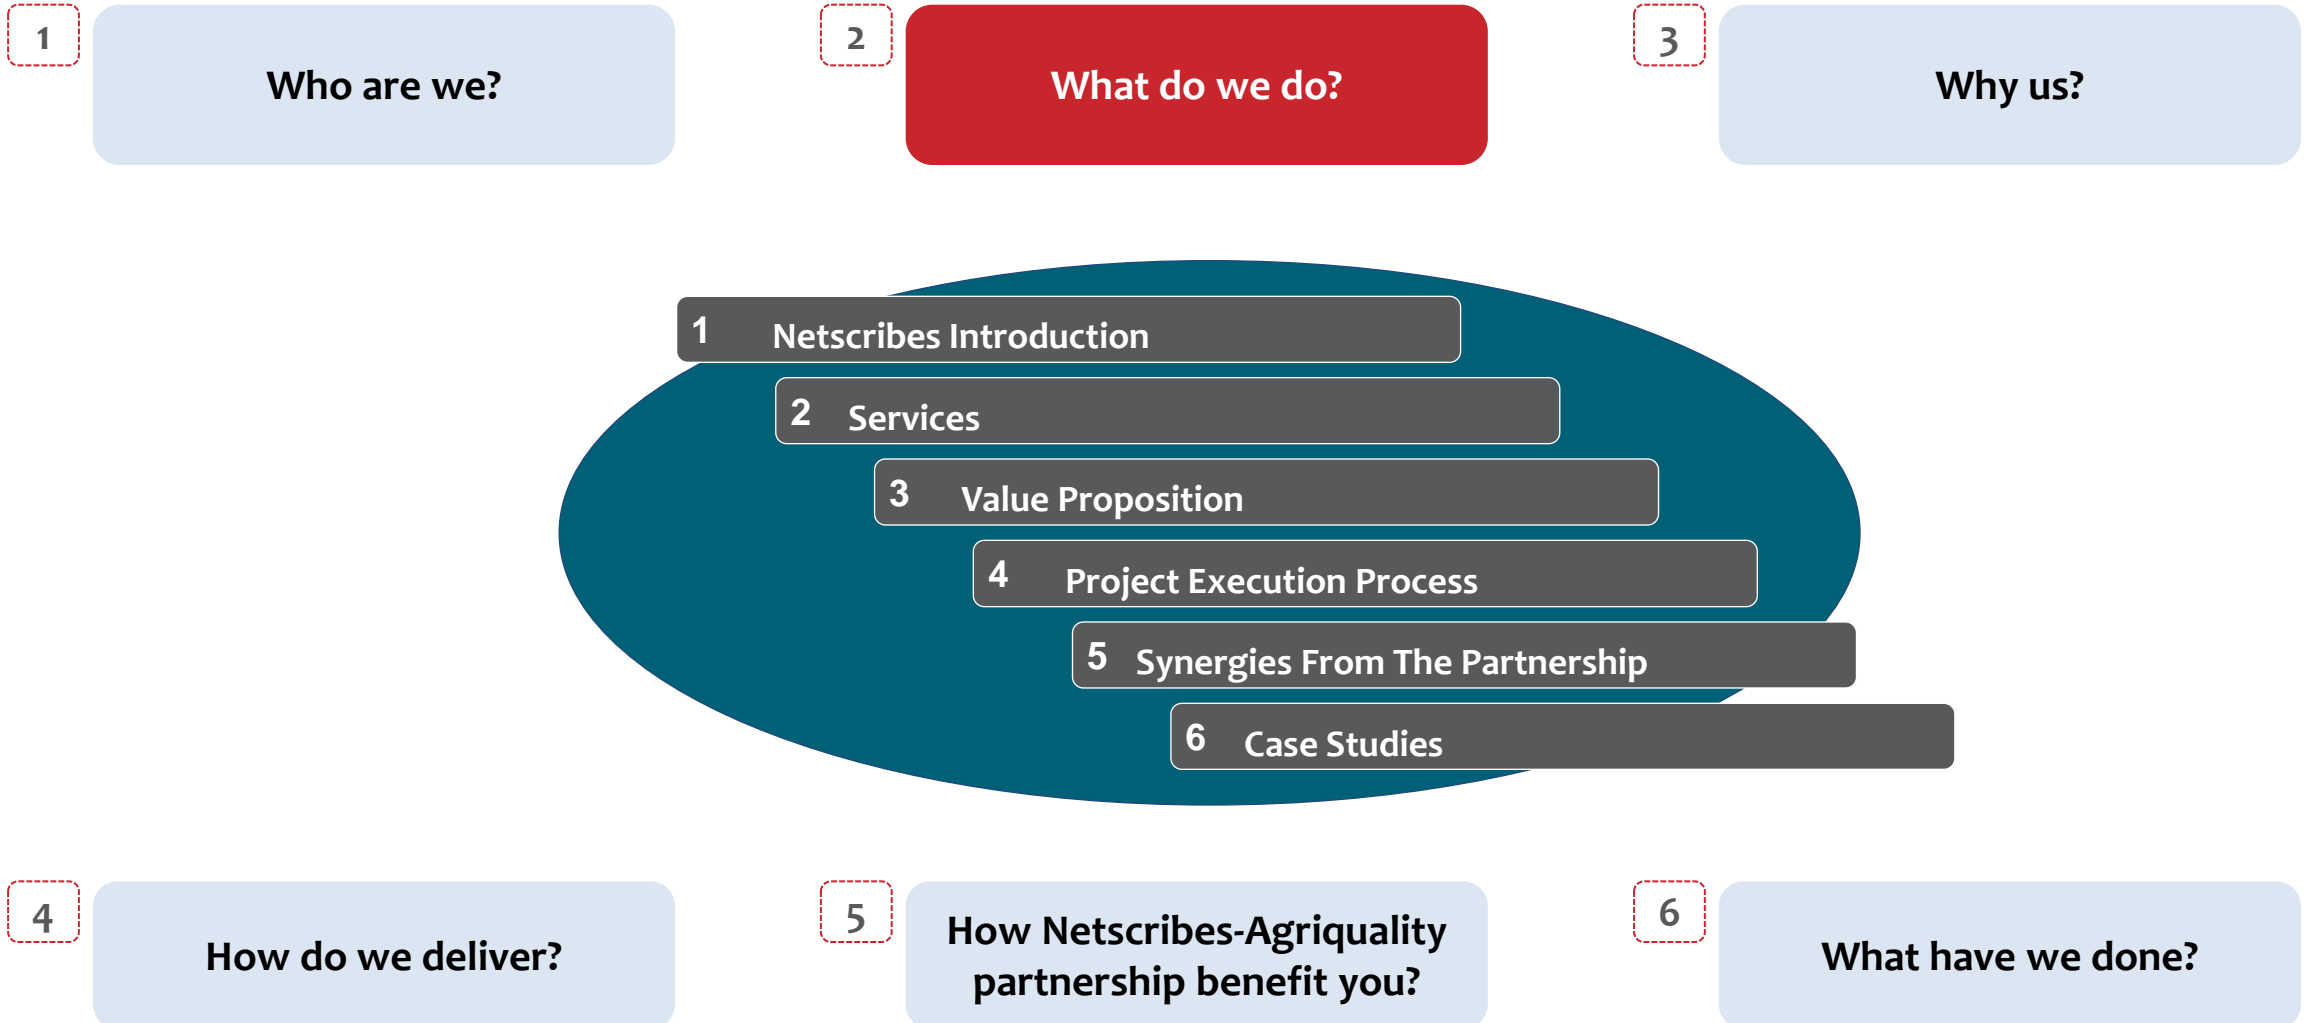 1
Who are we?
2
What do we do?
3
Why us?
1 Netscribes Introduction
2 Services
3 Value Proposition
4 Project Execution Process
5 Synergies From The Partnership
6 Case Studies
4
How do we deliver?
5
How Netscribes-Agriquality
partnership benefit you?
6
What have we done?